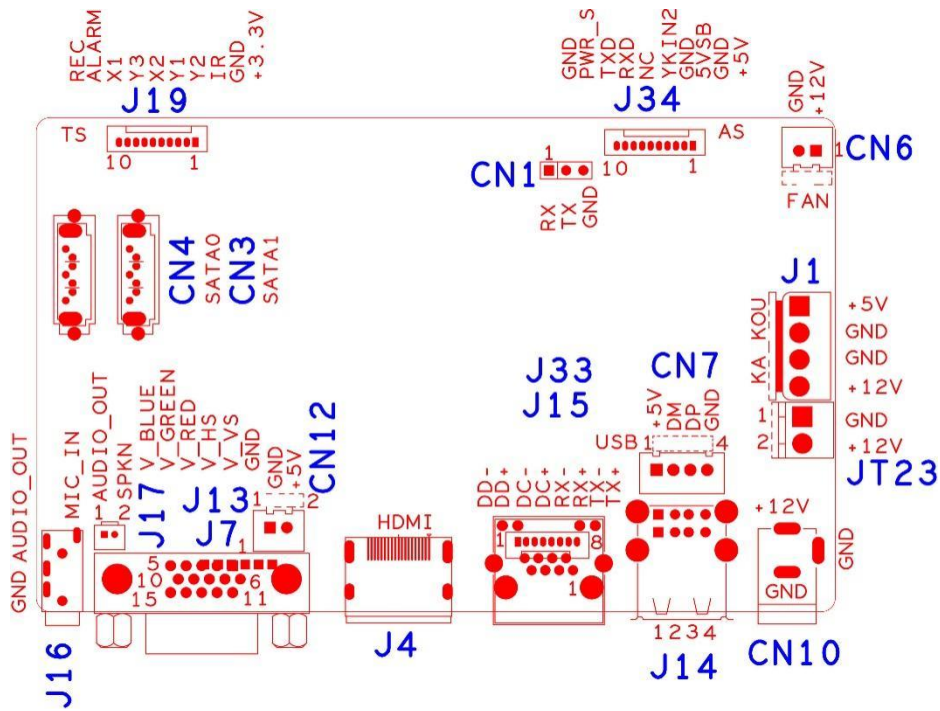 REC
ALARM
X1
Y3
X2
Y1
Y2
IR
GND
+3.3V
J19
TS
10
1
GND
PWR_S
TXD
RXD
NC
YKIN2
GND
5VSB
GND
+5V
J34
AS
10
1
GND
+12V
CN6
1
FAN
CN1
1
RX
TX
GND
CN4
SATA0
CN3
SATA1
J1
KA_KOU
+5V
GND
GND
+12V
1
GND
2
+12V
JT23
J33
J15
CN7
+5V
DM
DP
GND
USB
1
4
GND
AUDIO_OUT
MIC_IN
AUDIO_OUT
SPKN
1
2
J17
V_BLUE
V_GREEN
V_RED
V_HS
V_VS
GND
J13
J7
1
GND
+5V
CN12
1
2
5
10
15
6
11
HDMI
DD-
DD+
DC-
DC+
RX-
RX+
TX-
TX+
1
8
1
+12V
GND
GND
1234
J16
J4
J14
CN10